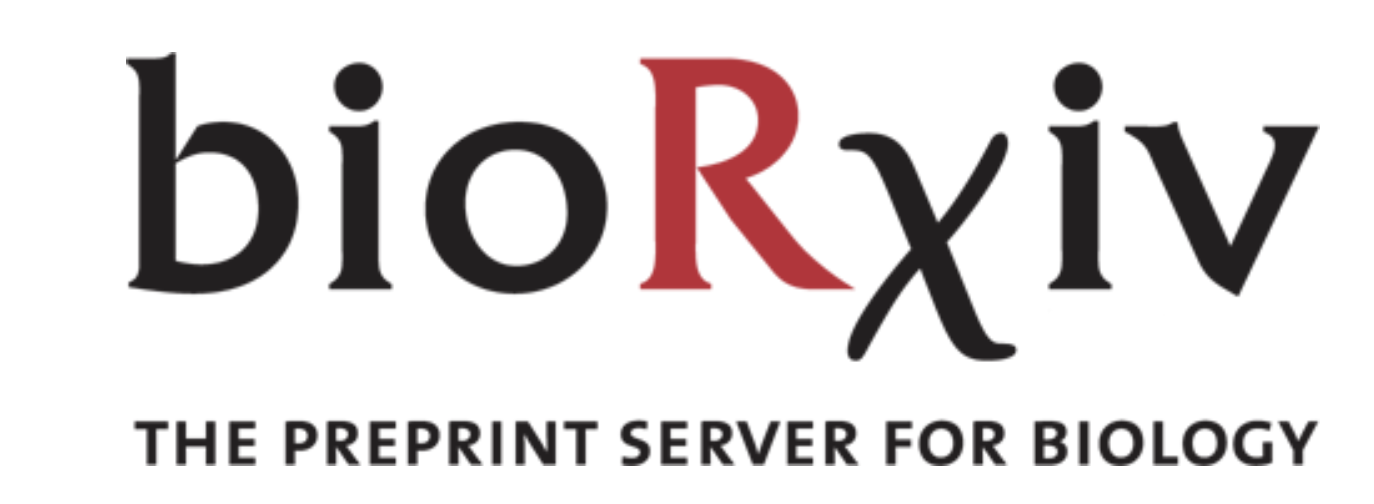 bioRχiv
THE PREPRINT SERVER FOR BIOLOGY